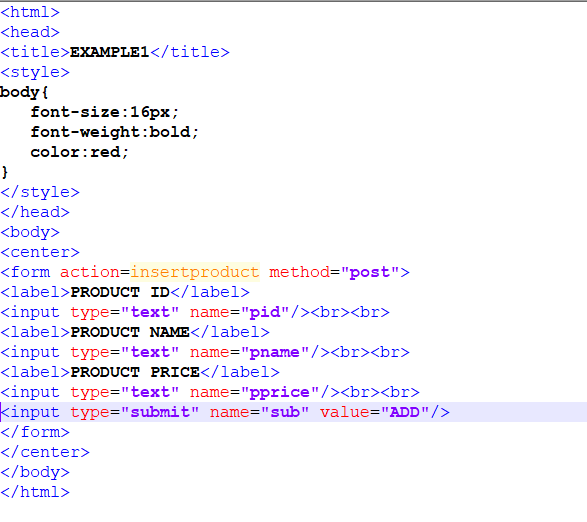 <html>
<head>
<title>EXAMPLE1</title>
<style>
body{
   font-size:16px;
   font-weight:bold;
   color:red;
}
</style>
</head>
<body>
<center>
<form action=insertproduct method="post">
<label>PRODUCT ID</label>
<input type="text" name="pid"/><br><br>
<label>PRODUCT NAME</label>
<input type="text" name="pname"/><br><br>
<label>PRODUCT PRICE</label>
<input type="text" name="pprice"/><br><br>
<input type="submit" name="sub" value="ADD"/>
</form>
</center>
</body>
</html>